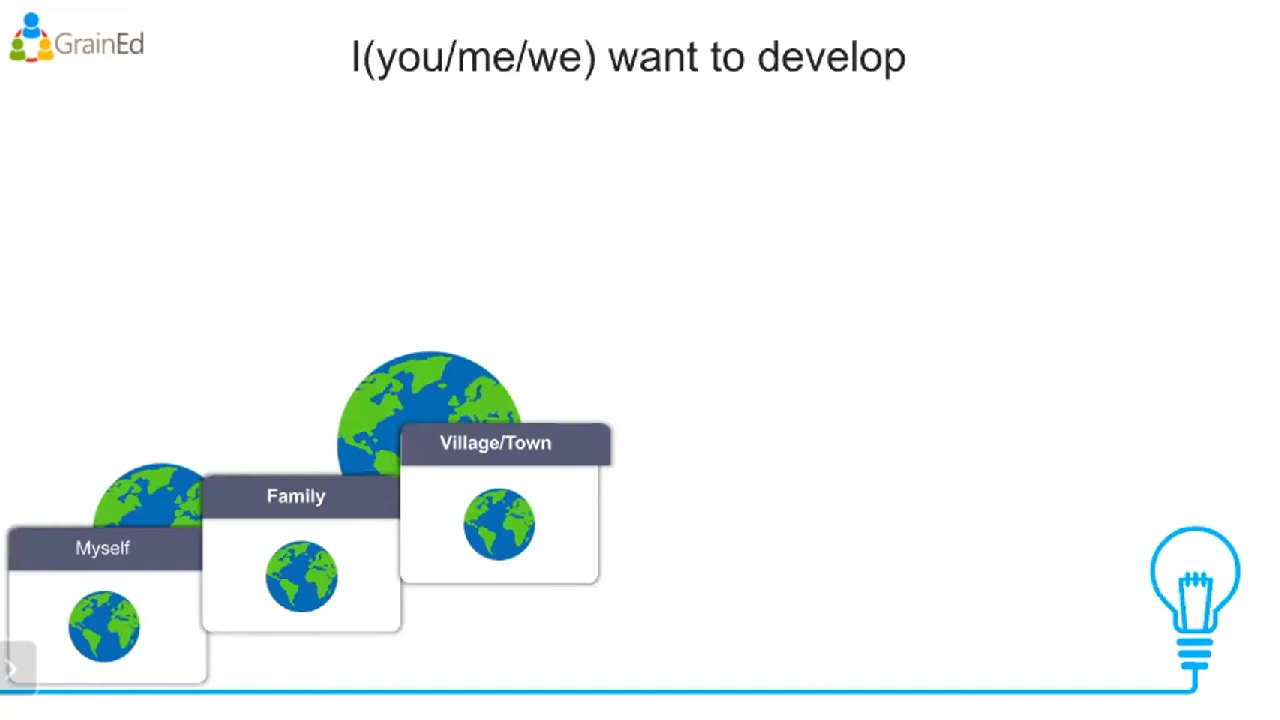 GrainEd
I(you/me/we) want to develop
Village/Town
Family
Myself